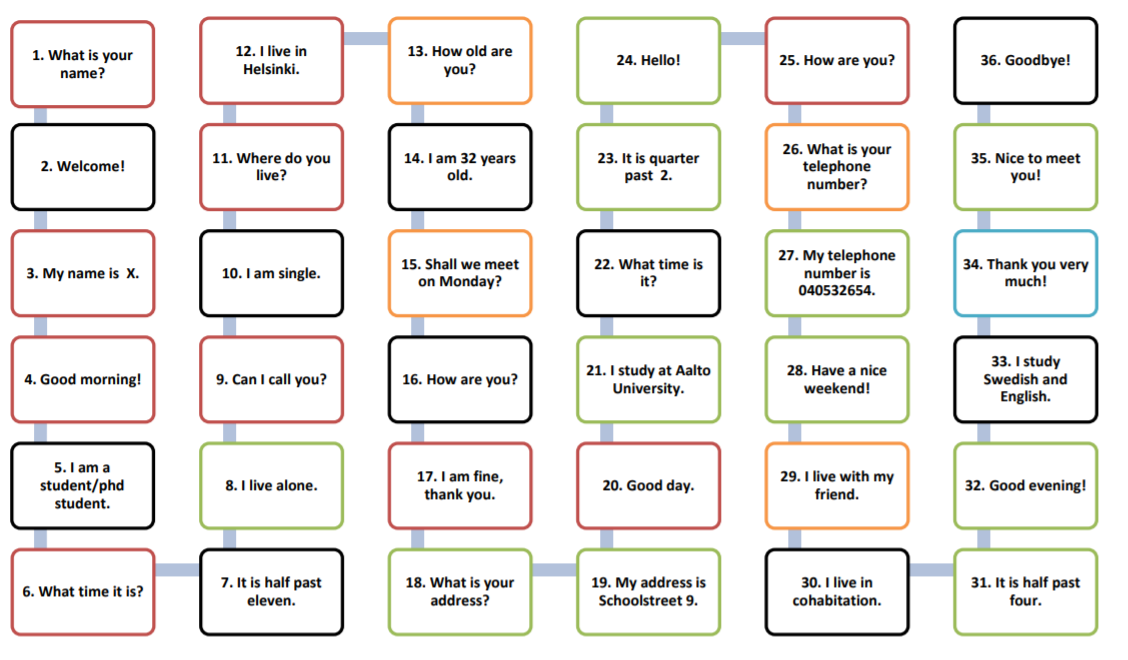 1. What is your
name?
2. Welcome!
3. My name is  X.
4. Good morning!
5. I am a
student/phd
student.
6. What time it is?
7. It is half past
eleven.
8. I live alone.
9. Can I call you?
10. I am single.
11. Where do you
live?
12. I live in
Helsinki.
13. How old are
you?
14. I am 32 years
old.
15. Shall we meet
on Monday?
16. How are you?
17. I am fine,
thank you.
18. What is your
address?
19. My address is
Schoolstreet 9.
20. Good day.
21. I study at Aalto
University.
22. What time is
it?
23. It is quarter
past  2.
24. Hello!
25. How are you?
26. What is your
telephone
number?
27. My telephone
number is
040532654.
28. Have a nice
weekend!
29. I live with my
friend.
30. I live in
cohabitation.
31. It is half past
four.
32. Good evening!
33. I study
Swedish and
English.
34. Thank you very
much!
35. Nice to meet
you!
36. Goodbye!